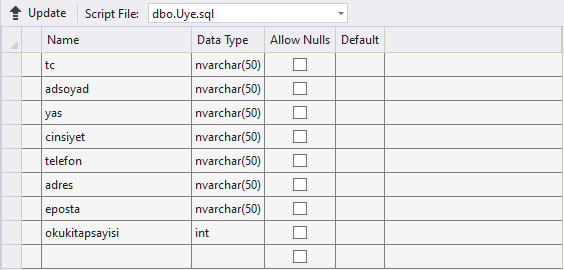 Update Script File: dbo.Uye.sql
Name Data Type Allow Nulls Default
tc nvarchar(50)
adsoyad nvarchar(50)
yas nvarchar(50)
cinsiyet nvarchar(50)
telefon nvarchar(50)
adres nvarchar(50)
eposta nvarchar(50)
okukitapsayisi int